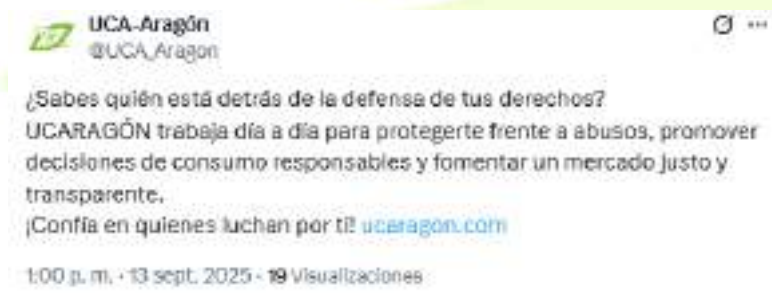 UCA-Aragón
@UCA_Aragon
¿Sabes quién está detrás de la defensa de tus derechos?
UCARAGÓN trabaja día a día para protegerte frente a abusos, promover
decisiones de consumo responsables y fomentar un mercado justo y
transparente.
¡Confía en quienes luchan por ti! ucaragon.com
1:00 p. m. · 13 sept. 2025 · 19 Visualizaciones